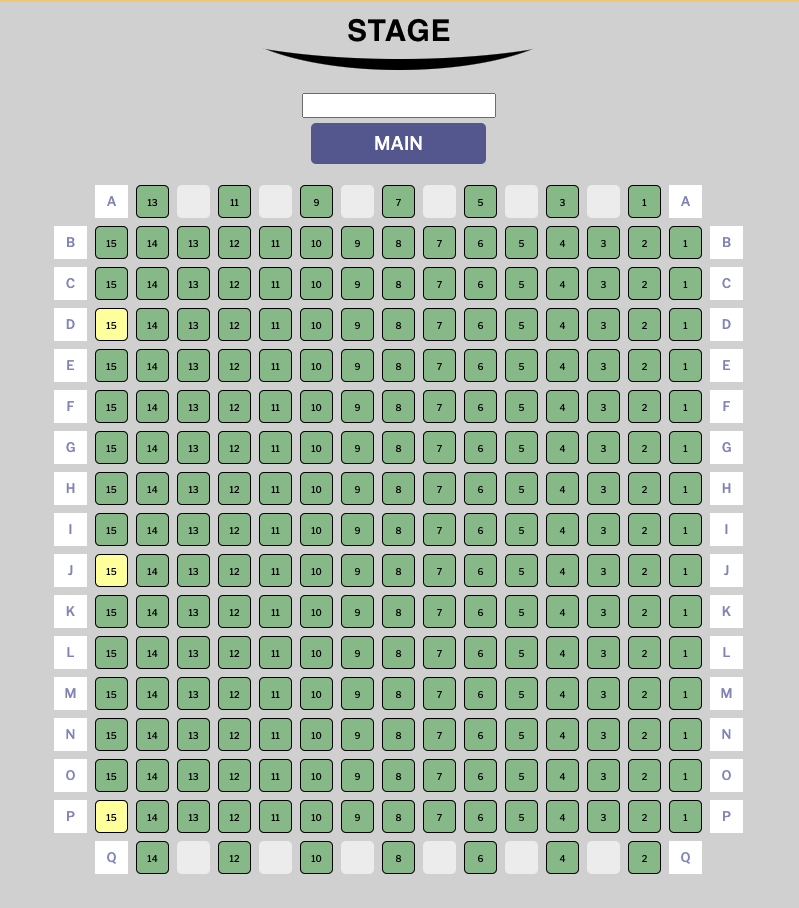 STAGE
MAIN
A 13 11 9 7 5 3 1 A
B 15 14 13 12 11 10 9 8 7 6 5 4 3 2 1 B
C 15 14 13 12 11 10 9 8 7 6 5 4 3 2 1 C
D 15 14 13 12 11 10 9 8 7 6 5 4 3 2 1 D
E 15 14 13 12 11 10 9 8 7 6 5 4 3 2 1 E
F 15 14 13 12 11 10 9 8 7 6 5 4 3 2 1 F
G 15 14 13 12 11 10 9 8 7 6 5 4 3 2 1 G
H 15 14 13 12 11 10 9 8 7 6 5 4 3 2 1 H
I 15 14 13 12 11 10 9 8 7 6 5 4 3 2 1 I
J 15 14 13 12 11 10 9 8 7 6 5 4 3 2 1 J
K 15 14 13 12 11 10 9 8 7 6 5 4 3 2 1 K
L 15 14 13 12 11 10 9 8 7 6 5 4 3 2 1 L
M 15 14 13 12 11 10 9 8 7 6 5 4 3 2 1 M
N 15 14 13 12 11 10 9 8 7 6 5 4 3 2 1 N
O 15 14 13 12 11 10 9 8 7 6 5 4 3 2 1 O
P 15 14 13 12 11 10 9 8 7 6 5 4 3 2 1 P
Q 14 12 10 8 6 4 2 Q